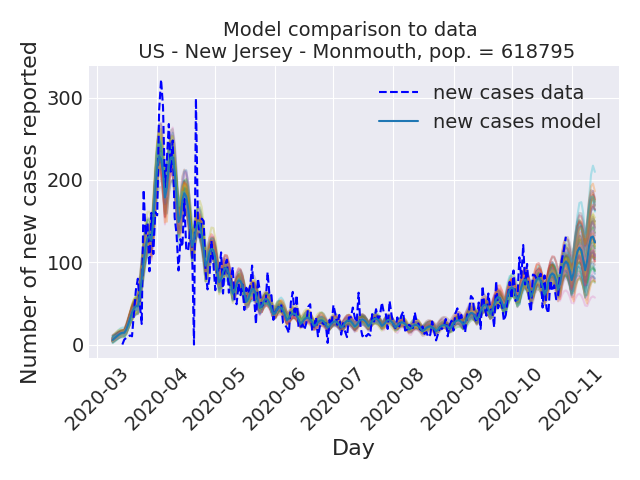 Model comparison to data
US - New Jersey - Monmouth, pop. = 618795
Number of new cases reported
300
200
100
0
new cases data
new cases model
2020-03
2020-04
2020-05
2020-06
2020-07
2020-08
2020-09
2020-10
2020-11
Day